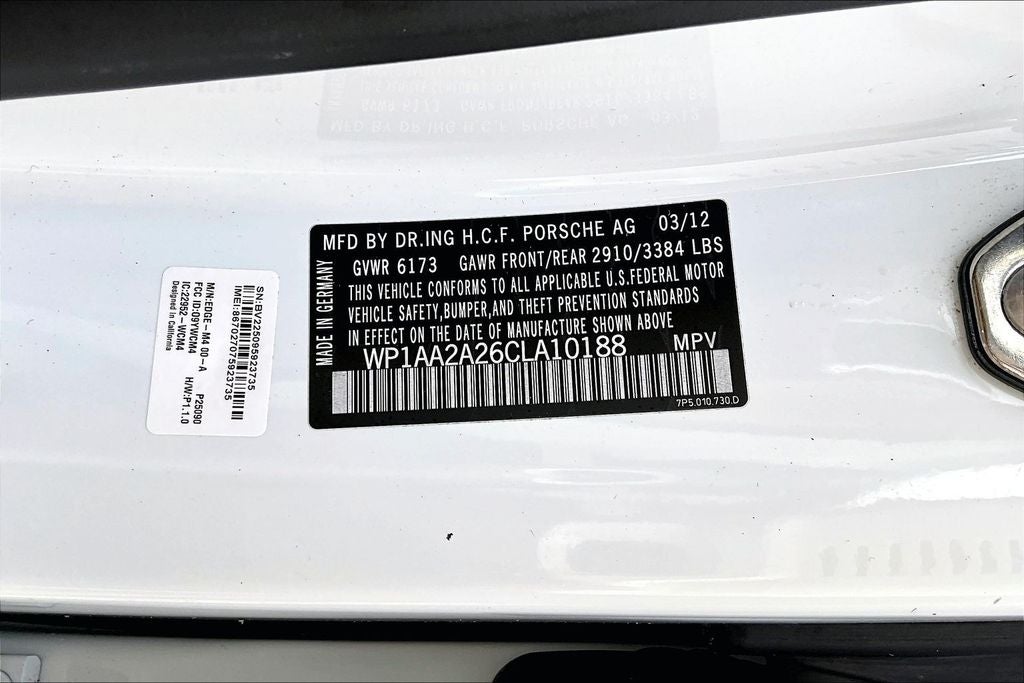 MFD BY DR.ING H.C.F. PORSCHE AG 03/12
GVWR 6173 GAWR FRONT/REAR 2910/3384 LBS
THIS VEHICLE CONFORMS TO ALL APPLICABLE U.S.FEDERAL MOTOR
VEHICLE SAFETY,BUMPER,AND THEFT PREVENTION STANDARDS
IN EFFECT ON THE DATE OF MANUFACTURE SHOWN ABOVE
WP1AA2A26CLA10188 MPV
7P5.010.730.D
MADE IN GERMANY
SN:BV225095923735
IMEI:867027075923735
M/N:EDGE-M4 00-A P25090
FCC ID:O9YWCM4
IC:22952-WCM4 H/W:P1.1.0
Designed in California